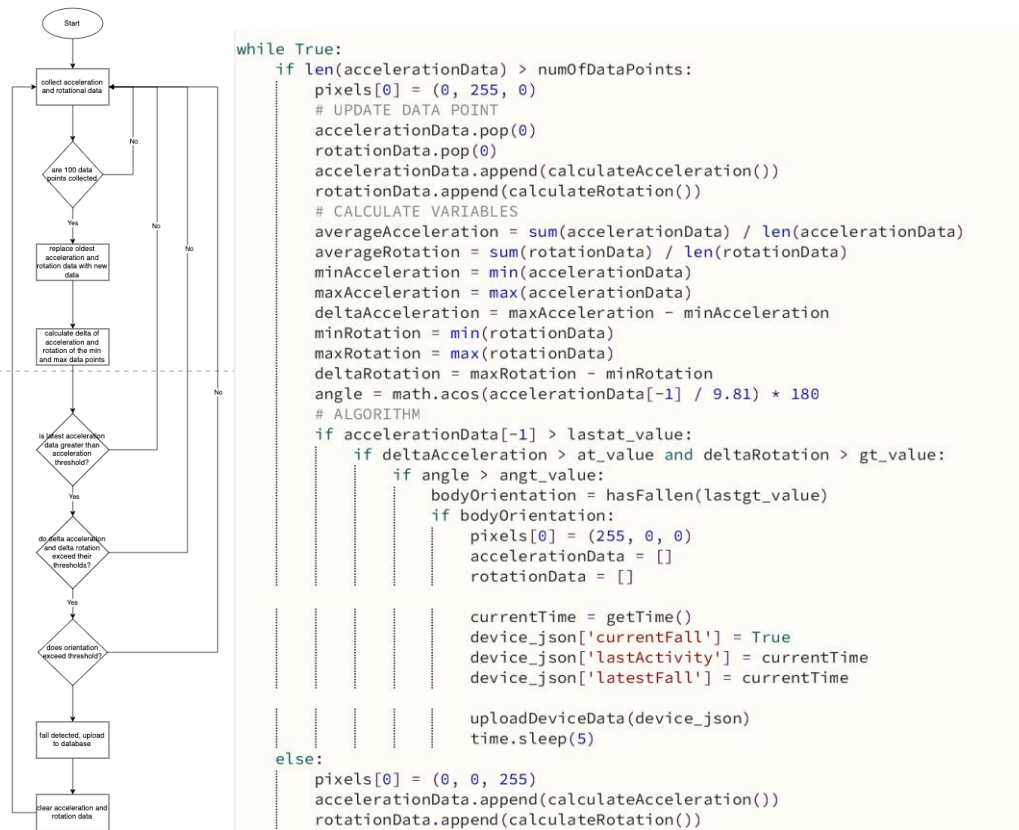 Start
collect acceleration
and rotational data
No
are 100 data
points collected
Yes
No
No
replace oldest
acceleration and
rotation data with new
data
calculate delta of
acceleration and
rotation of the min
and max data points
No
is latest acceleration
data greater than
acceleration
threshold?
Yes
do delta acceleration
and delta rotation
exceed their
thresholds?
Yes
does orientation
exceed threshold?
fall detected, upload
to database
clear acceleration and
rotation data
while True:
if len(accelerationData) > numOfDataPoints:
pixels[0] = (0, 255, 0)
# UPDATE DATA POINT
accelerationData.pop(0)
rotationData.pop(0)
accelerationData.append(calculateAcceleration())
rotationData.append(calculateRotation())
# CALCULATE VARIABLES
averageAcceleration = sum(accelerationData) / len(accelerationData)
averageRotation = sum(rotationData) / len(rotationData)
minAcceleration = min(accelerationData)
maxAcceleration = max(accelerationData)
deltaAcceleration = maxAcceleration - minAcceleration
minRotation = min(rotationData)
maxRotation = max(rotationData)
deltaRotation = maxRotation - minRotation
angle = math.acos(accelerationData[-1] / 9.81) * 180
# ALGORITHM
if accelerationData[-1] > lastat_value:
if deltaAcceleration > at_value and deltaRotation > gt_value:
if angle > angt_value:
bodyOrientation = hasFallen(lastgt_value)
if bodyOrientation:
pixels[0] = (255, 0, 0)
accelerationData = []
rotationData = []
currentTime = getTime()
device_json['currentFall'] = True
device_json['lastActivity'] = currentTime
device_json['latestFall'] = currentTime
uploadDeviceData(device_json)
time.sleep(5)
else:
pixels[0] = (0, 0, 255)
accelerationData.append(calculateAcceleration())
rotationData.append(calculateRotation())